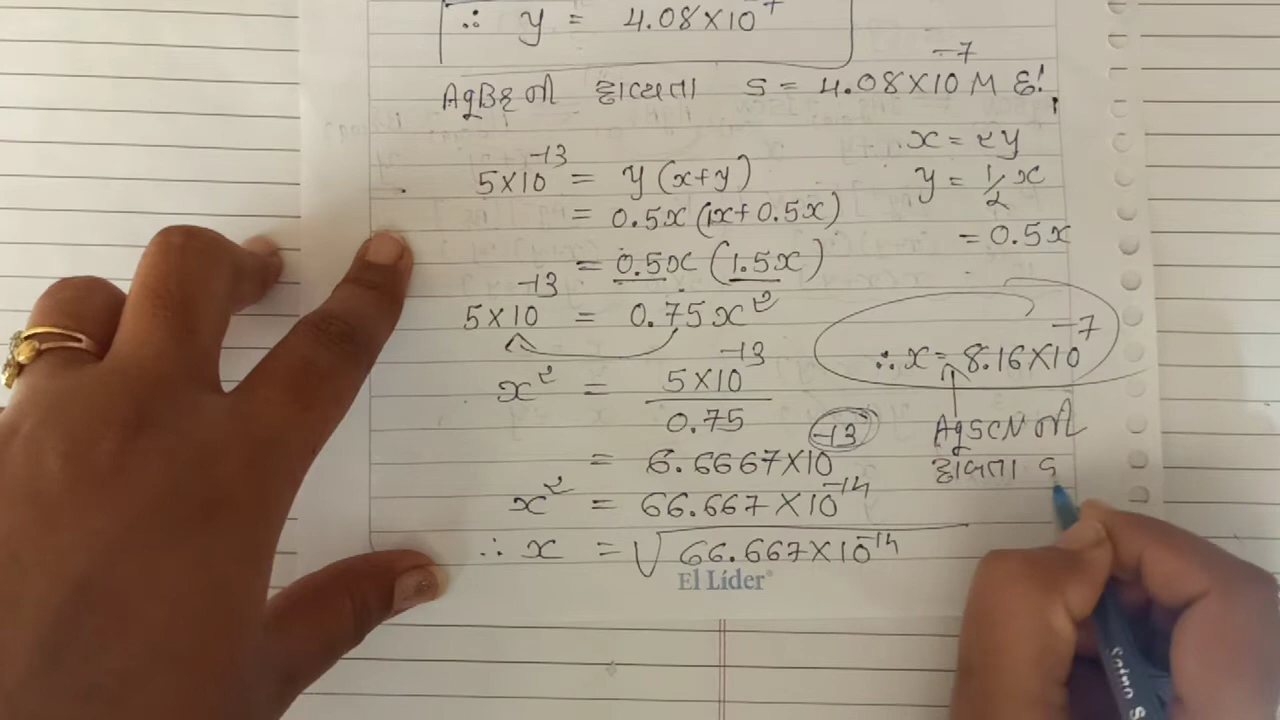 ∴ y = 4.08×10⁻⁷
AgBr ની દ્રાવ્યતા S = 4.08×10⁻⁷ M છે!
5×10⁻¹³ = y (x+y)
= 0.5x (1x+0.5x)
= 0.5x (1.5x)
5×10⁻¹³ = 0.75x²
x² = 5×10⁻¹³ / 0.75
= 6.6667×10⁻¹³
x² = 66.667×10⁻¹⁴
∴ x = √66.667×10⁻¹⁴
x = 2y
y = 1/2 x
= 0.5x
∴ x = 8.16×10⁻⁷
AgSCN ની
દ્રાવ્યતા
El Líder